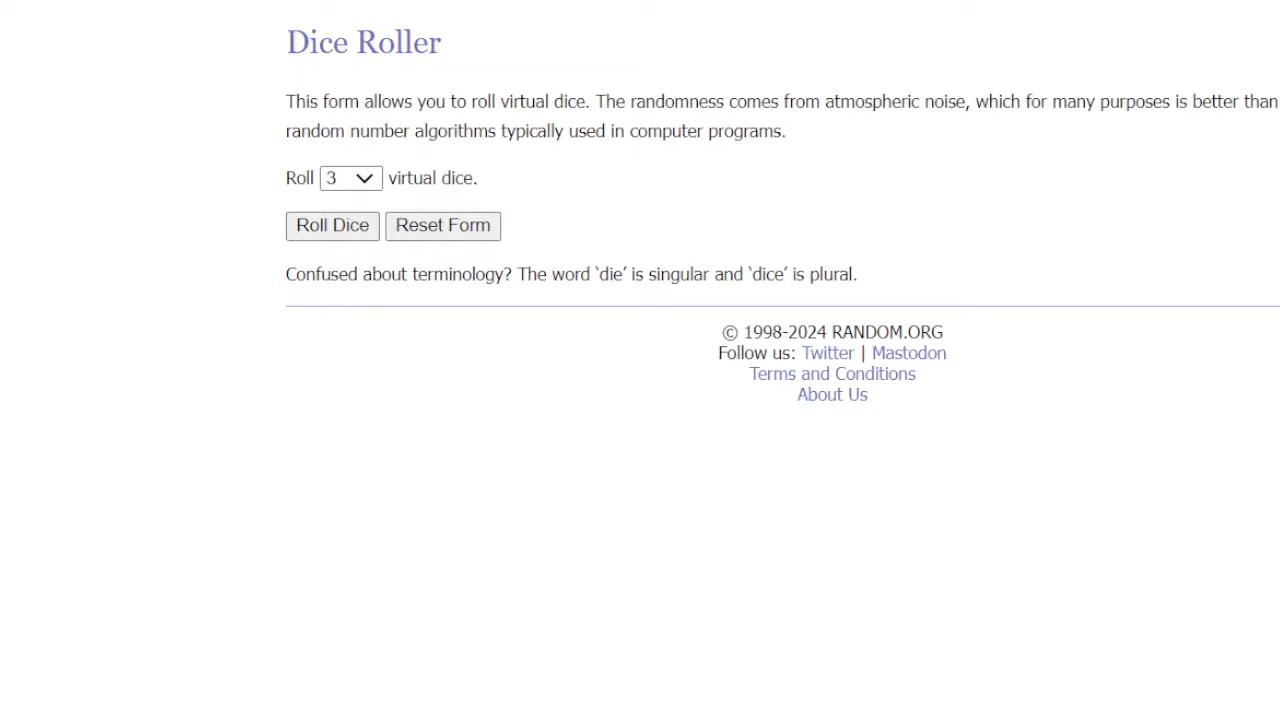 Dice Roller
This form allows you to roll virtual dice. The randomness comes from atmospheric noise, which for many purposes is better than
random number algorithms typically used in computer programs.
Roll 3 virtual dice.
Roll Dice Reset Form
Confused about terminology? The word ‘die’ is singular and ‘dice’ is plural.
© 1998-2024 RANDOM.ORG
Follow us: Twitter | Mastodon
Terms and Conditions
About Us